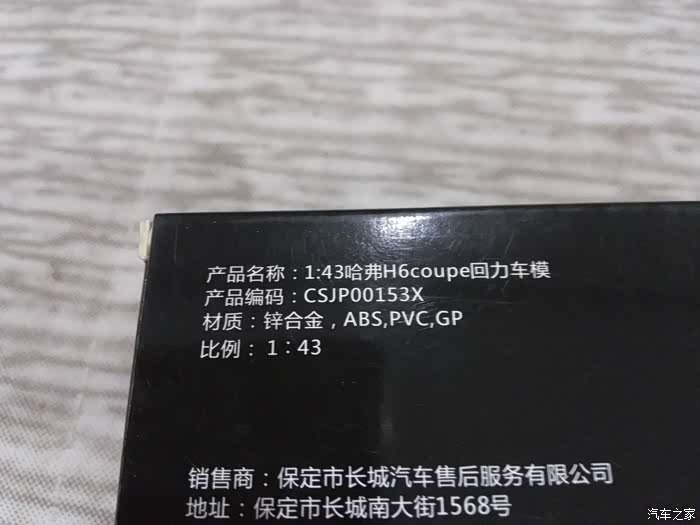 产品名称：1:43哈弗H6coupe回力车模
产品编码：CSJP00153X
材质：锌合金，ABS,PVC,GP
比例：1：43
销售商：保定市长城汽车售后服务有限公司
地址：保定市长城南大街1568号
汽车之家